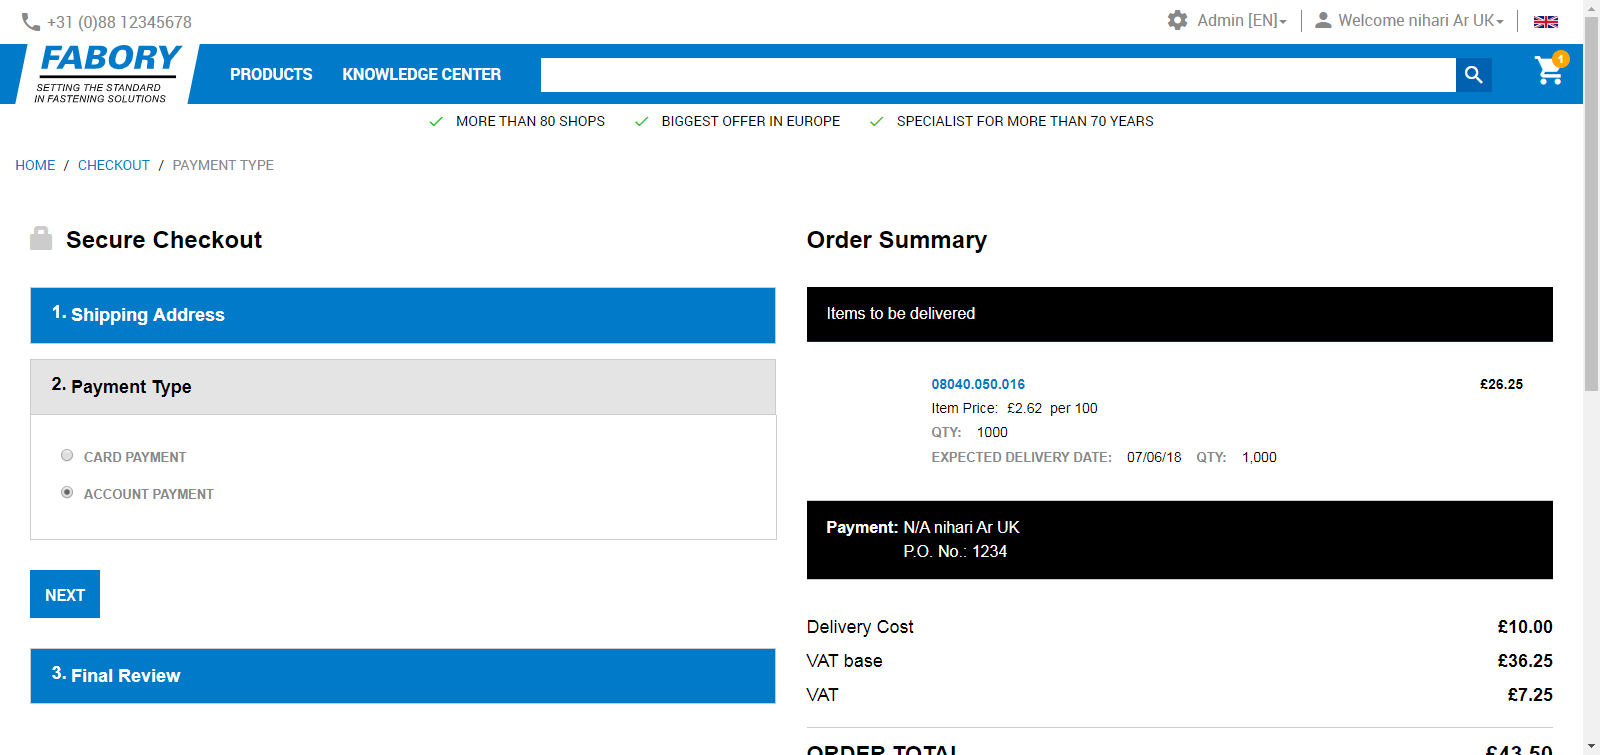 +31 (0)88 12345678
Admin [EN]
Welcome nihari Ar UK
FABORY
SETTING THE STANDARD
IN FASTENING SOLUTIONS
PRODUCTS
KNOWLEDGE CENTER
1
MORE THAN 80 SHOPS
BIGGEST OFFER IN EUROPE
SPECIALIST FOR MORE THAN 70 YEARS
HOME / CHECKOUT / PAYMENT TYPE
Secure Checkout
1. Shipping Address
2. Payment Type
CARD PAYMENT
ACCOUNT PAYMENT
NEXT
3. Final Review
Order Summary
Items to be delivered
08040.050.016 £26.25
Item Price: £2.62 per 100
QTY: 1000
EXPECTED DELIVERY DATE: 07/06/18 QTY: 1,000
Payment: N/A nihari Ar UK
P.O. No.: 1234
Delivery Cost £10.00
VAT base £36.25
VAT £7.25
ORDER TOTAL £43.50